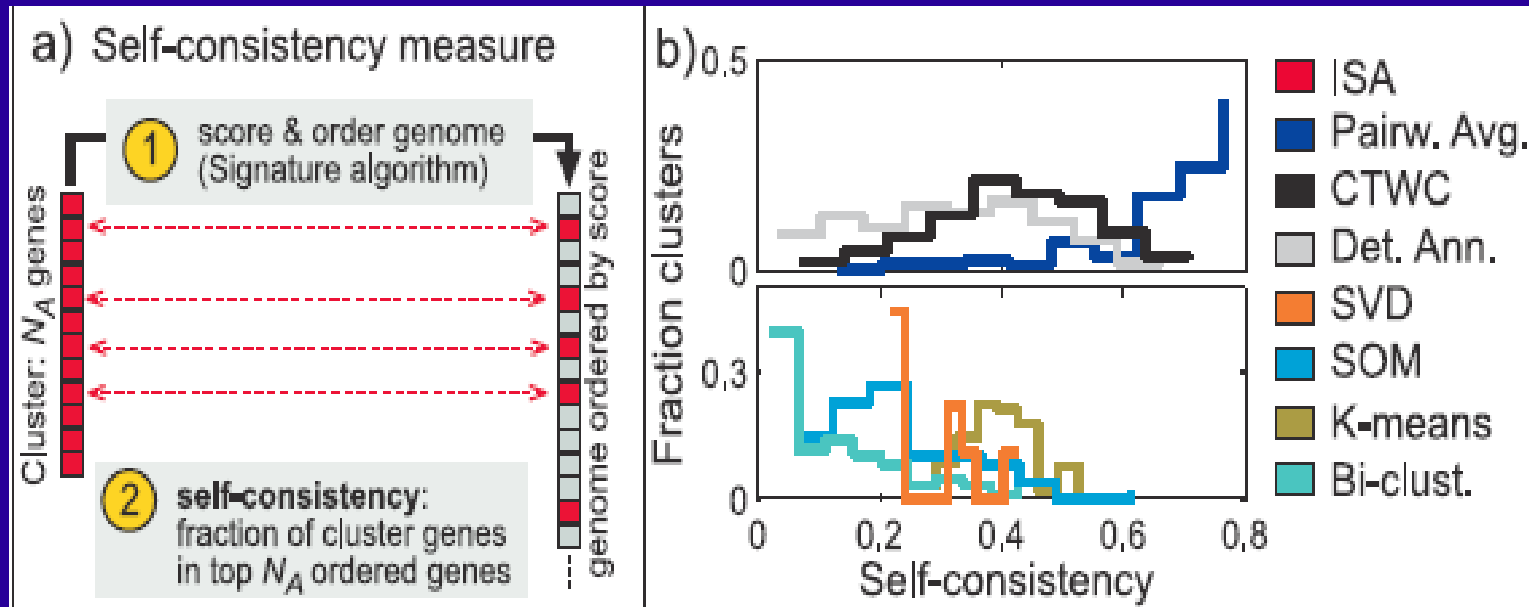 a) Self-consistency measure
1
score & order genome
(Signature algorithm)
Cluster: N_A genes
genome ordered by score
2
self-consistency:
fraction of cluster genes
in top N_A ordered genes
b)
0,5
0
0,3
0
0
0,2
0,4
0,6
0,8
Fraction clusters
Self-consistency
ISA
Pairw. Avg.
CTWC
Det. Ann.
SVD
SOM
K-means
Bi-clust.